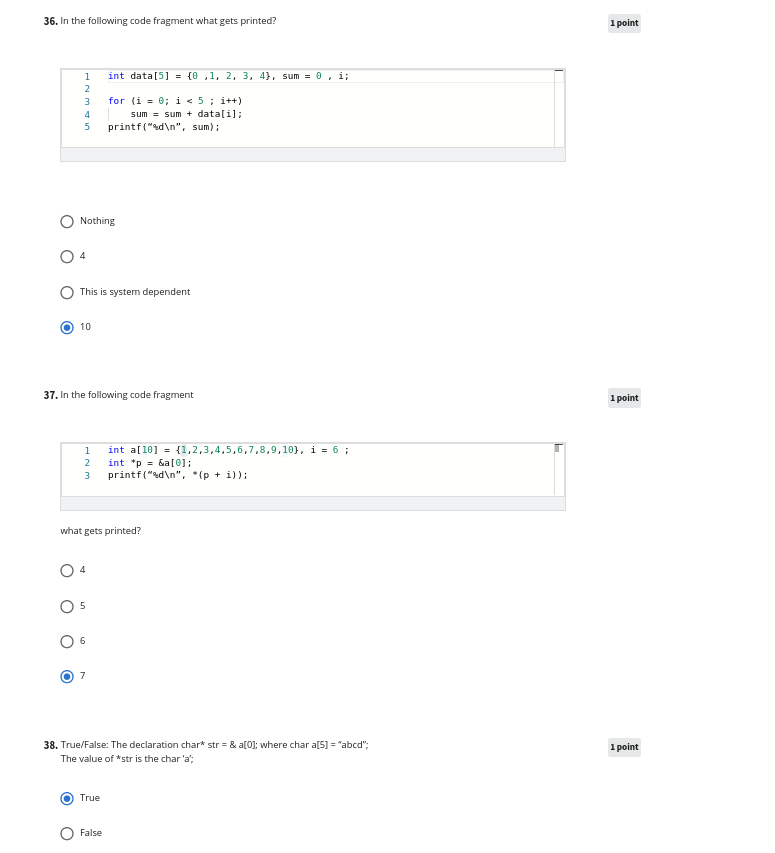 36. In the following code fragment what gets printed?
1 point
1 int data[5] = {0 ,1, 2, 3, 4}, sum = 0 , i;
2
3 for (i = 0; i < 5 ; i++)
4 sum = sum + data[i];
5 printf(“%d\n”, sum);
Nothing
4
This is system dependent
10
37. In the following code fragment
1 point
1 int a[10] = {1,2,3,4,5,6,7,8,9,10}, i = 6 ;
2 int *p = &a[0];
3 printf(“%d\n”, *(p + i));
what gets printed?
4
5
6
7
38. True/False: The declaration char* str = & a[0]; where char a[5] = “abcd”;
1 point
The value of *str is the char ‘a’;
True
False